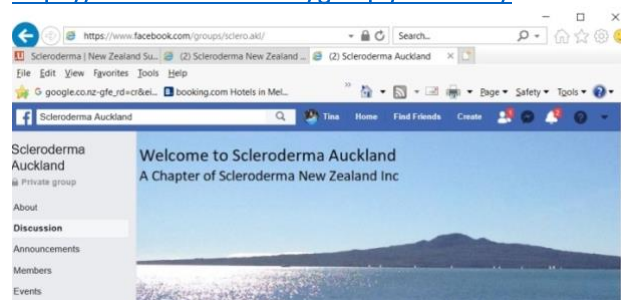 https://www.facebook.com/groups/sclero.akl/
Search...
Scleroderma | New Zealand Su...
(2) Scleroderma New Zealand ...
(2) Scleroderma Auckland
File Edit View Favorites Tools Help
google.co.nz-gfe_rd=cr&ei...
booking.com Hotels in Mel...
Page
Safety
Tools
Scleroderma Auckland
Tina
Home
Find Friends
Create
Scleroderma
Auckland
Private group
About
Discussion
Announcements
Members
Events
Welcome to Scleroderma Auckland
A Chapter of Scleroderma New Zealand Inc